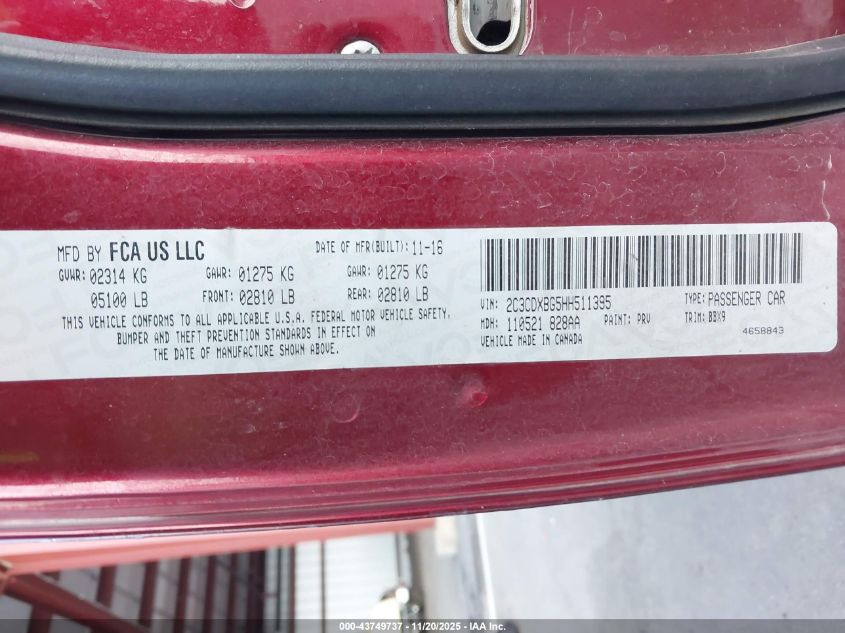 MFD BY FCA US LLC DATE OF MFR(BUILT): 11-16
GVWR: 02314 KG GAWR: 01275 KG GAWR: 01275 KG
05100 LB FRONT: 02810 LB REAR: 02810 LB
THIS VEHICLE CONFORMS TO ALL APPLICABLE U.S.A. FEDERAL MOTOR VEHICLE SAFETY,
BUMPER AND THEFT PREVENTION STANDARDS IN EFFECT ON
THE DATE OF MANUFACTURE SHOWN ABOVE.
VIN: 2C3CDXBG5HH511395 TYPE: PASSENGER CAR
MDH: 110521 828AA PAINT: PRV TRIM: BBX9
VEHICLE MADE IN CANADA 4658843
000-43749737 - 11/20/2025 - IAA Inc.